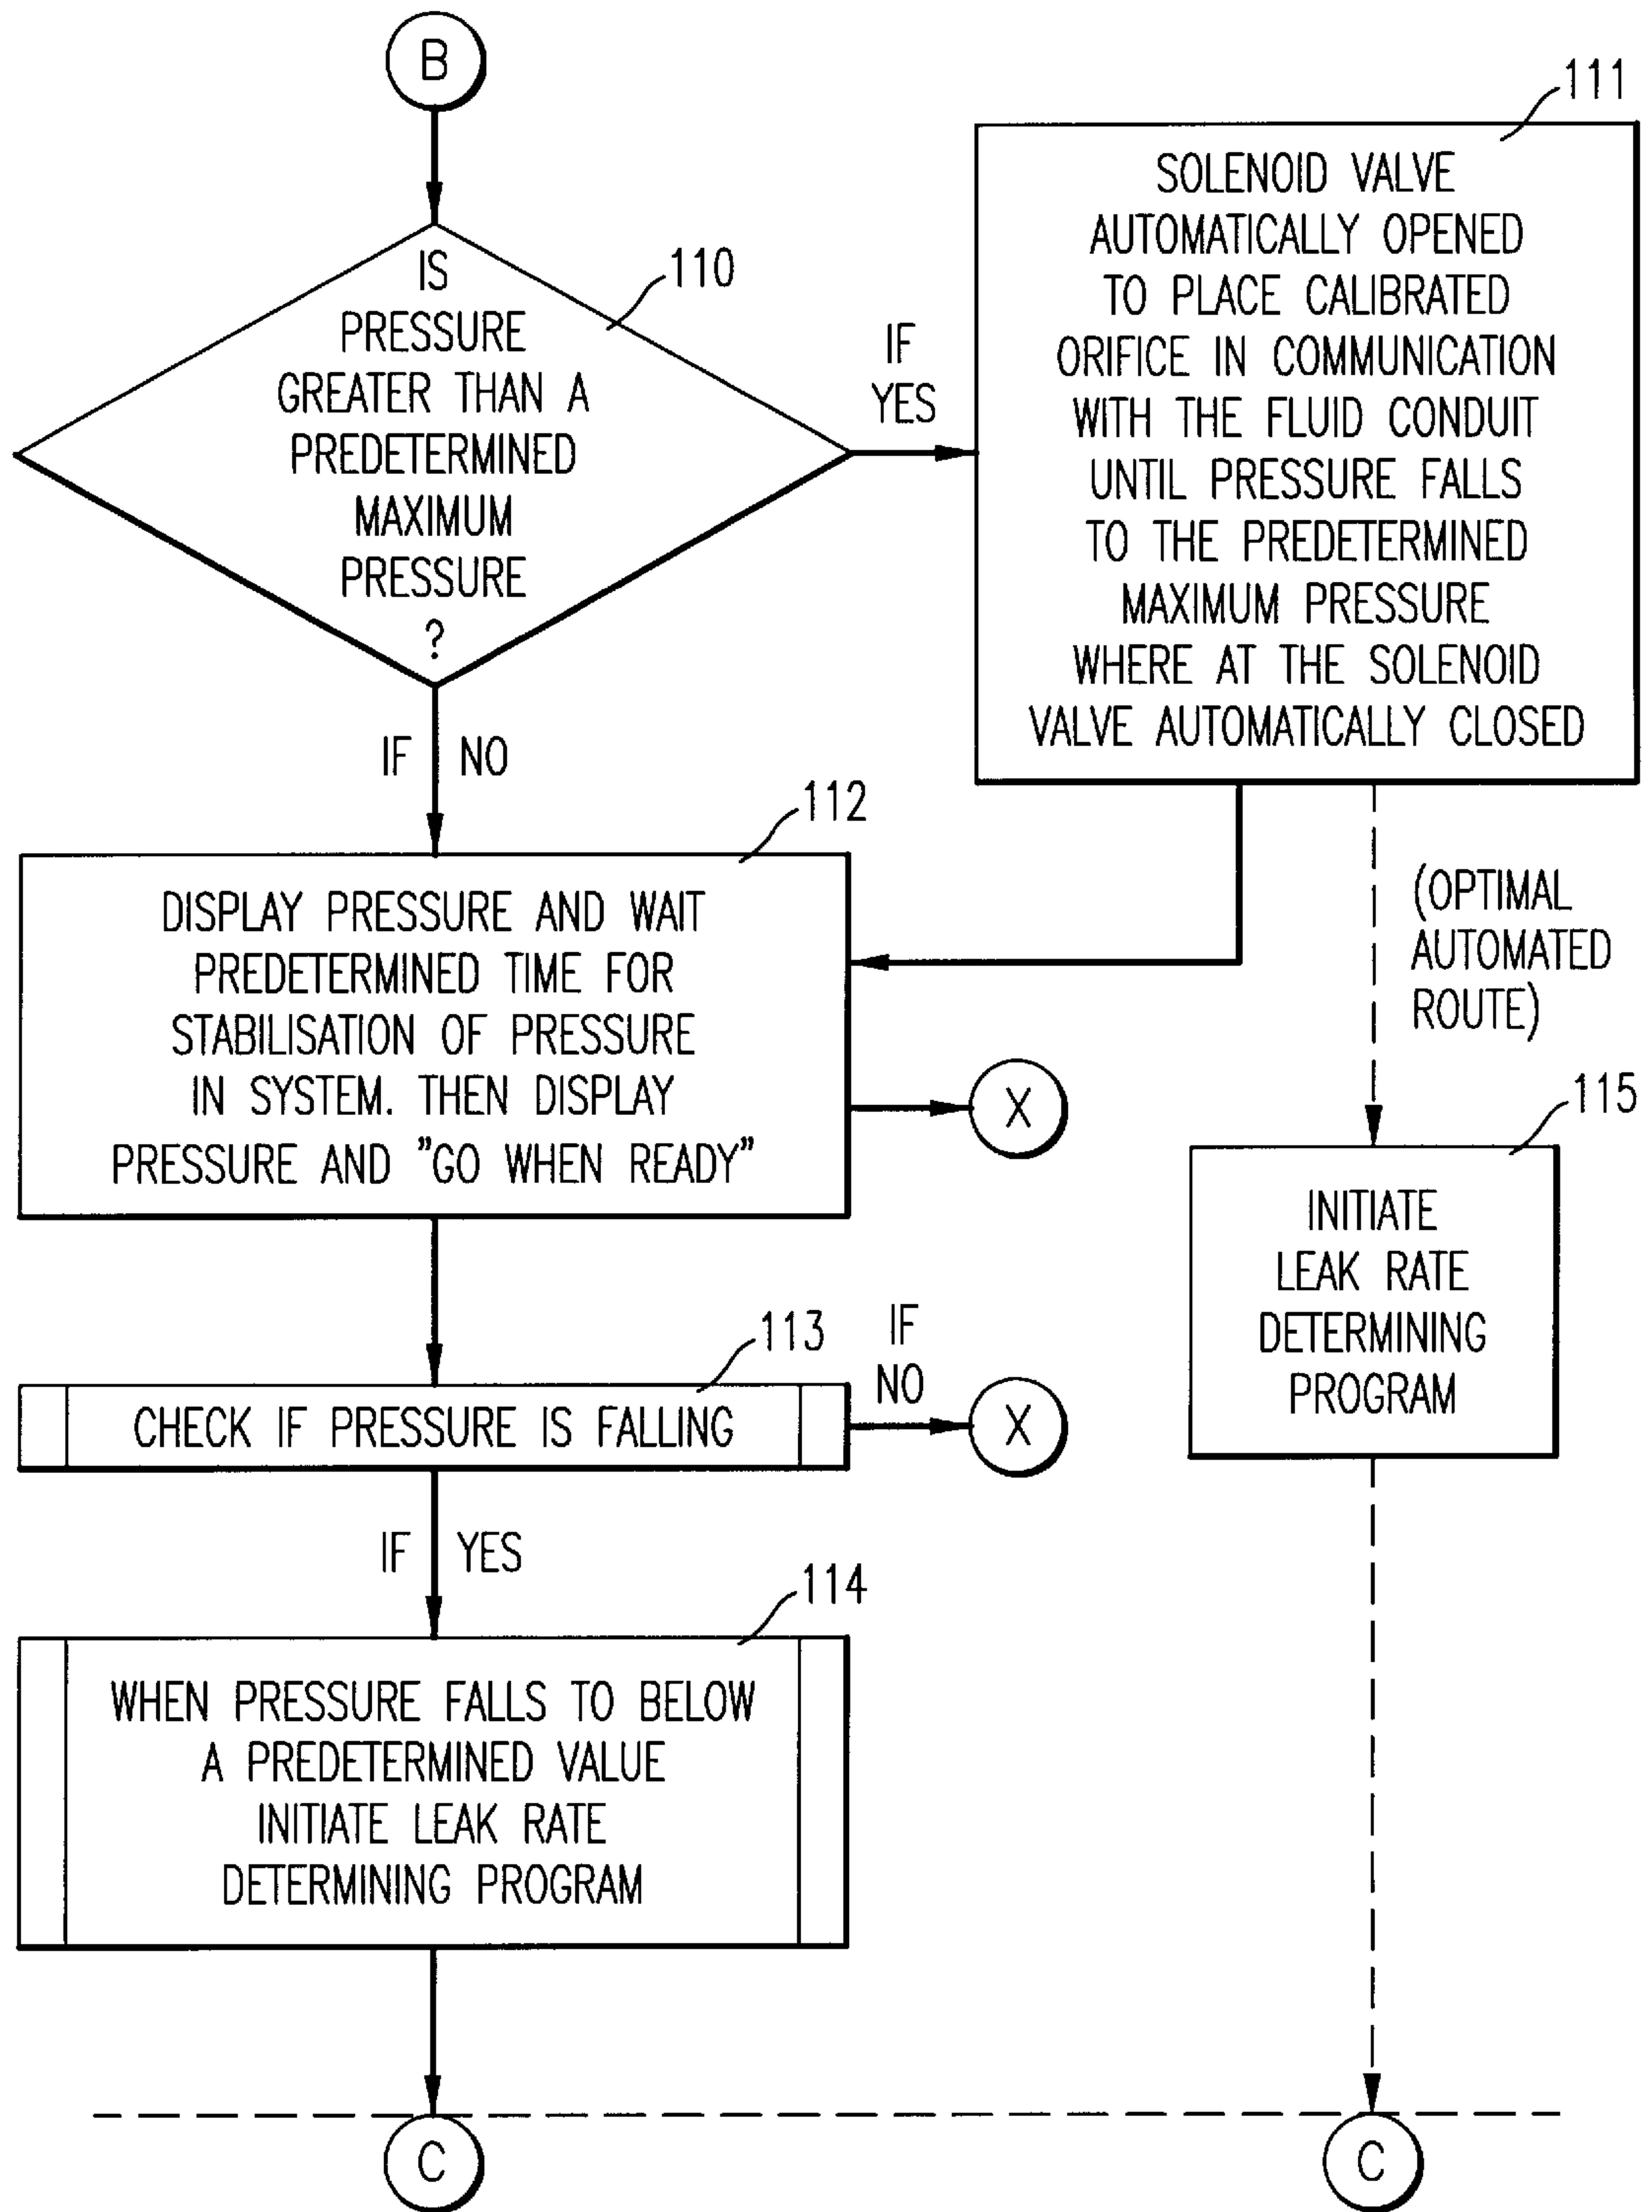 B
111
SOLENOID VALVE
AUTOMATICALLY OPENED
TO PLACE CALIBRATED
ORIFICE IN COMMUNICATION
WITH THE FLUID CONDUIT
UNTIL PRESSURE FALLS
TO THE PREDETERMINED
MAXIMUM PRESSURE
WHERE AT THE SOLENOID
VALVE AUTOMATICALLY CLOSED
110
IS
PRESSURE
GREATER THAN A
PREDETERMINED
MAXIMUM
PRESSURE
?
IF
YES
IF NO
112
DISPLAY PRESSURE AND WAIT
PREDETERMINED TIME FOR
STABILISATION OF PRESSURE
IN SYSTEM. THEN DISPLAY
PRESSURE AND "GO WHEN READY"
X
(OPTIMAL
AUTOMATED
ROUTE)
115
INITIATE
LEAK RATE
DETERMINING
PROGRAM
113
CHECK IF PRESSURE IS FALLING
IF
NO
X
IF YES
114
WHEN PRESSURE FALLS TO BELOW
A PREDETERMINED VALUE
INITIATE LEAK RATE
DETERMINING PROGRAM
C
C